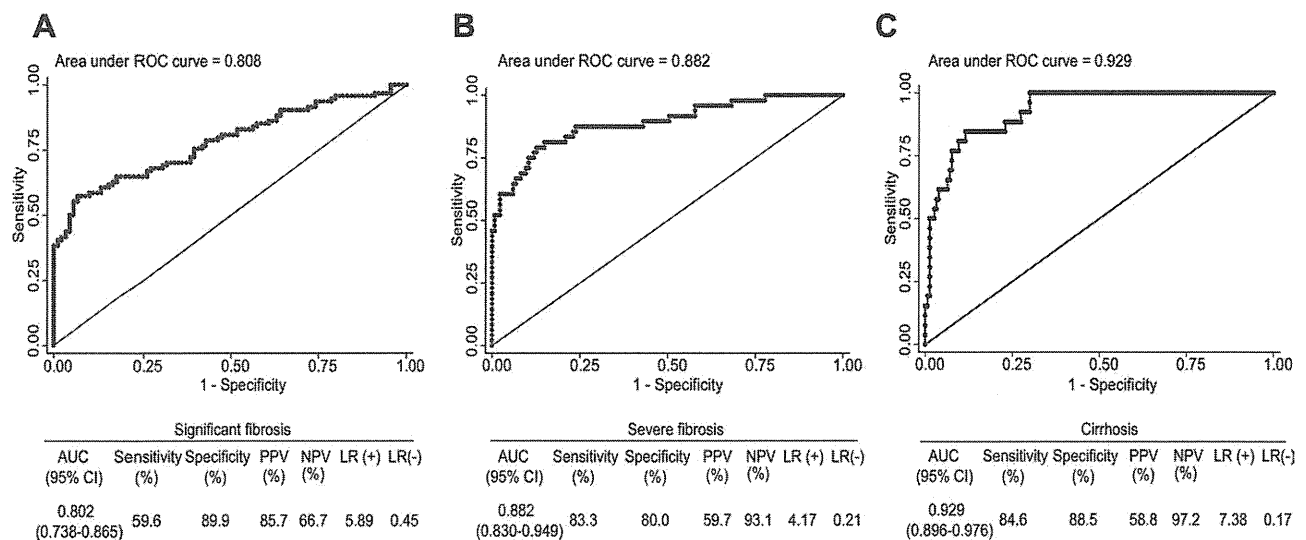 A
Area under ROC curve = 0.808
Sensitivity
1.00
0.75
0.50
0.25
0.00
0.00 0.25 0.50 0.75 1.00
1 - Specificity
Significant fibrosis
AUC Sensitivity Specificity PPV NPV LR (+) LR(-)
(95% CI) (%) (%) (%) (%)
0.802 59.6 89.9 85.7 66.7 5.89 0.45
(0.738-0.865)
B
Area under ROC curve = 0.882
Sensitivity
1.00
0.75
0.50
0.25
0.00
0.00 0.25 0.50 0.75 1.00
1 - Specificity
Severe fibrosis
AUC Sensitivity Specificity PPV NPV LR (+) LR(-)
(95% CI) (%) (%) (%) (%)
0.882 83.3 80.0 59.7 93.1 4.17 0.21
(0.830-0.949)
C
Area under ROC curve = 0.929
Sensitivity
1.00
0.75
0.50
0.25
0.00
0.00 0.25 0.50 0.75 1.00
1 - Specificity
Cirrhosis
AUC Sensitivity Specificity PPV NPV LR (+) LR(-)
(95% CI) (%) (%) (%) (%)
0.929 84.6 88.5 58.8 97.2 7.38 0.17
(0.896-0.976)